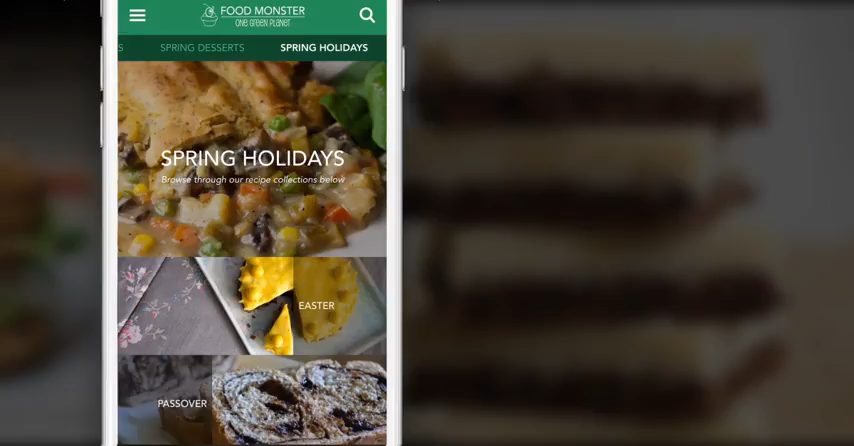 FOOD MONSTER
ONE GREEN PLANET
S SPRING DESSERTS SPRING HOLIDAYS
SPRING HOLIDAYS
Browse through our recipe collections below
EASTER
PASSOVER